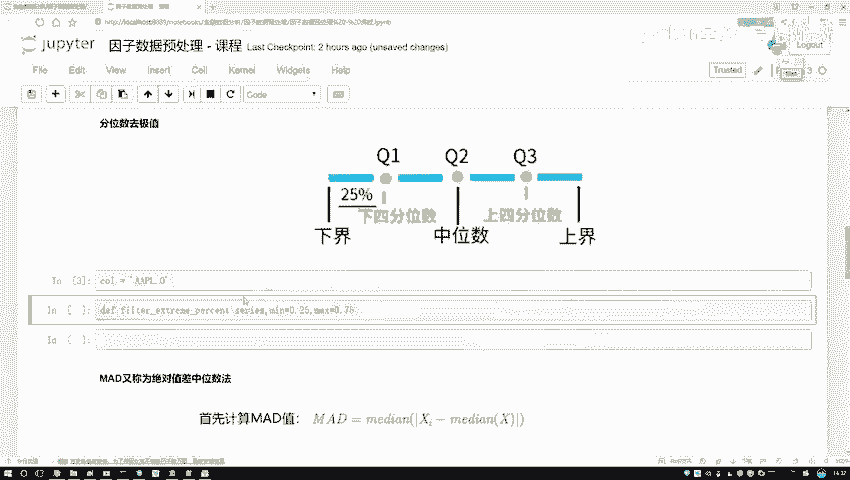 jupyter 因子数据预处理 - 课程 Last Checkpoint: 2 hours ago (unsaved changes)
Logout
File Edit View Insert Cell Kernel Widgets Help
Trusted
Code
分位数去极值
Q1 Q2 Q3
25%
下四分位数 上四分位数
下界 中位数 上界
In [3]: col = 'AAPL.O'
In [ ]: def filter_extreme_percent(series,min=0.25,max=0.75
In [ ]:
MAD又称为绝对值差中位数法
首先计算MAD值： MAD = median(|Xi − median(X)|)
14:37